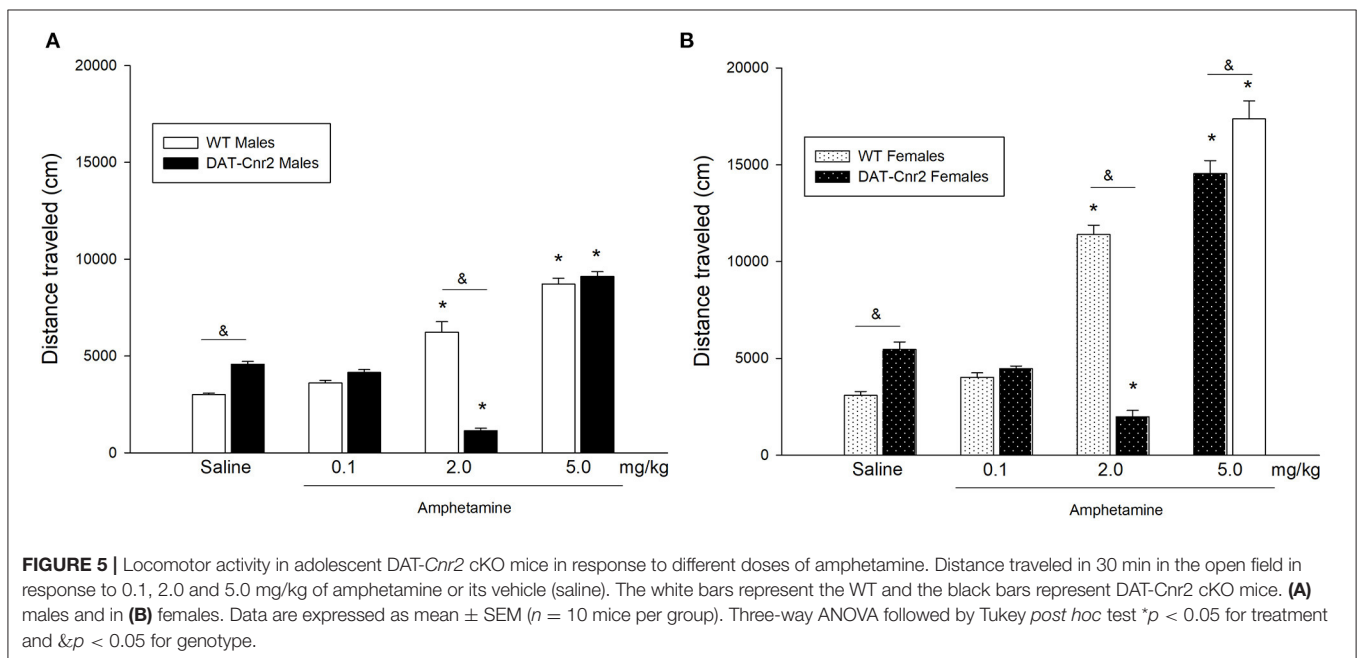 A
Distance traveled (cm)
20000
15000
10000
5000
0
WT Males
DAT-Cnr2 Males
&
&
*
*
*
*
Saline 0.1 2.0 5.0 mg/kg
Amphetamine
B
Distance traveled (cm)
20000
15000
10000
5000
0
WT Females
DAT-Cnr2 Females
&
&
&
*
*
*
*
Saline 0.1 2.0 5.0 mg/kg
Amphetamine
FIGURE 5 | Locomotor activity in adolescent DAT-Cnr2 cKO mice in response to different doses of amphetamine. Distance traveled in 30 min in the open field in
response to 0.1, 2.0 and 5.0 mg/kg of amphetamine or its vehicle (saline). The white bars represent the WT and the black bars represent DAT-Cnr2 cKO mice. (A)
males and in (B) females. Data are expressed as mean ± SEM (n = 10 mice per group). Three-way ANOVA followed by Tukey post hoc test *p < 0.05 for treatment
and &p < 0.05 for genotype.